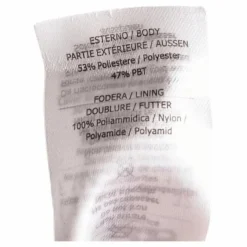 ESTERNO / BODY
PARTIE EXTÉRIEURE / AUSSEN
53% Poliestere / Polyester
47% PBT
FODERA / LINING
DOUBLURE / FUTTER
100% Poliammidica / Nylon /
Polyamide / Polyamid